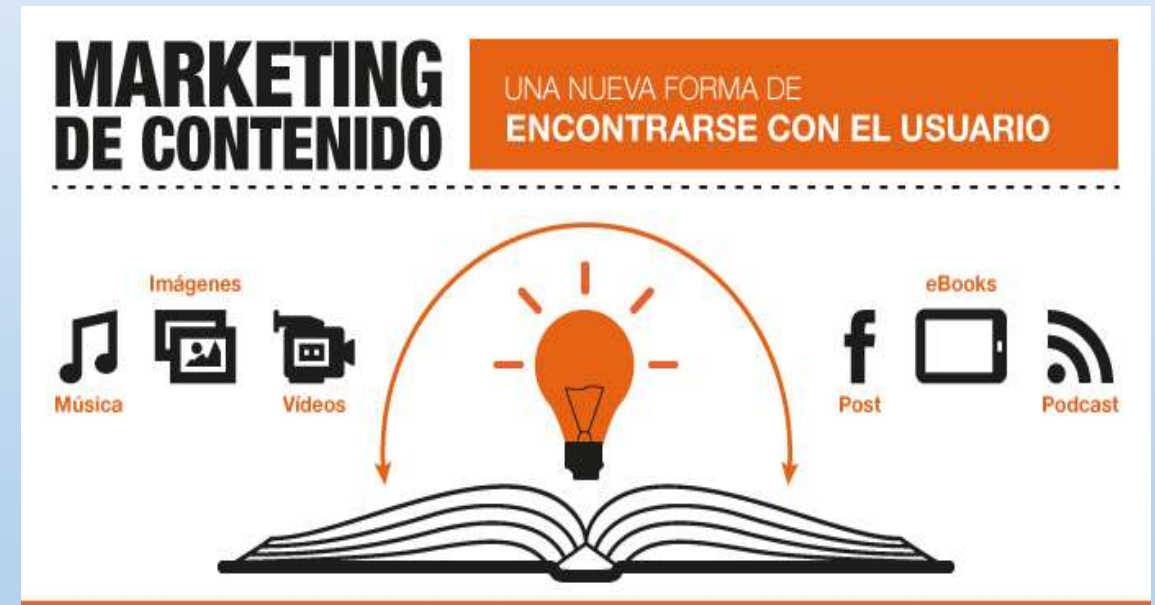 MARKETING
DE CONTENIDO
UNA NUEVA FORMA DE
ENCONTRARSE CON EL USUARIO
Imágenes
Música
Vídeos
eBooks
Post
Podcast